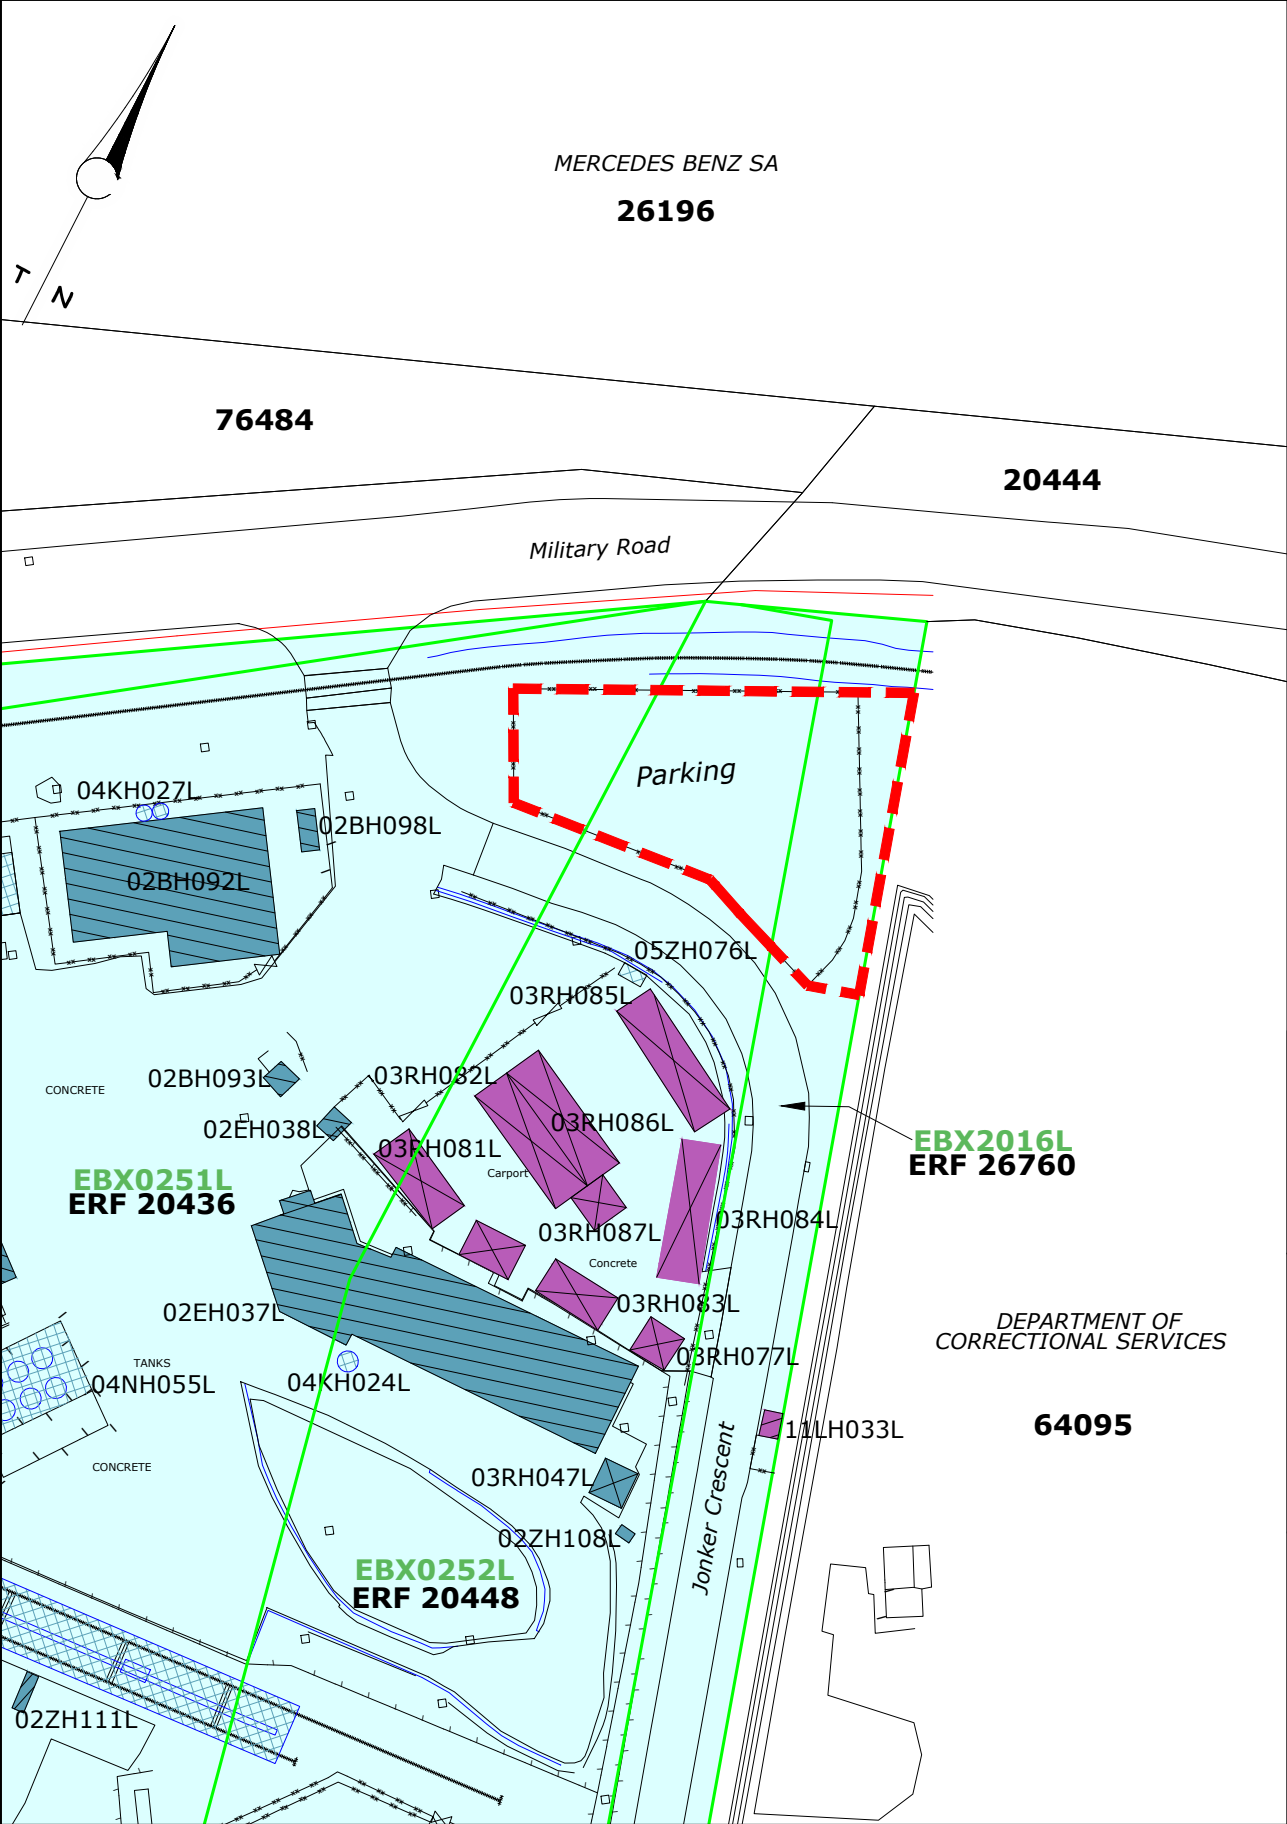 MERCEDES BENZ SA
26196
T N
76484
20444
Military Road
Parking
04KH027L
02BH098L
02BH092L
05ZH076L
03RH085L
02BH093L
03RH082L
CONCRETE
02EH038L
03RH086L
03RH081L
EBX2016L
ERF 26760
Carport
EBX0251L
ERF 20436
03RH084L
03RH087L
Concrete
02EH037L
03RH083L
DEPARTMENT OF
CORRECTIONAL SERVICES
03RH077L
TANKS
04NH055L
04KH024L
64095
11LH033L
CONCRETE
03RH047L
Jonker Crescent
02ZH108L
EBX0252L
ERF 20448
02ZH111L